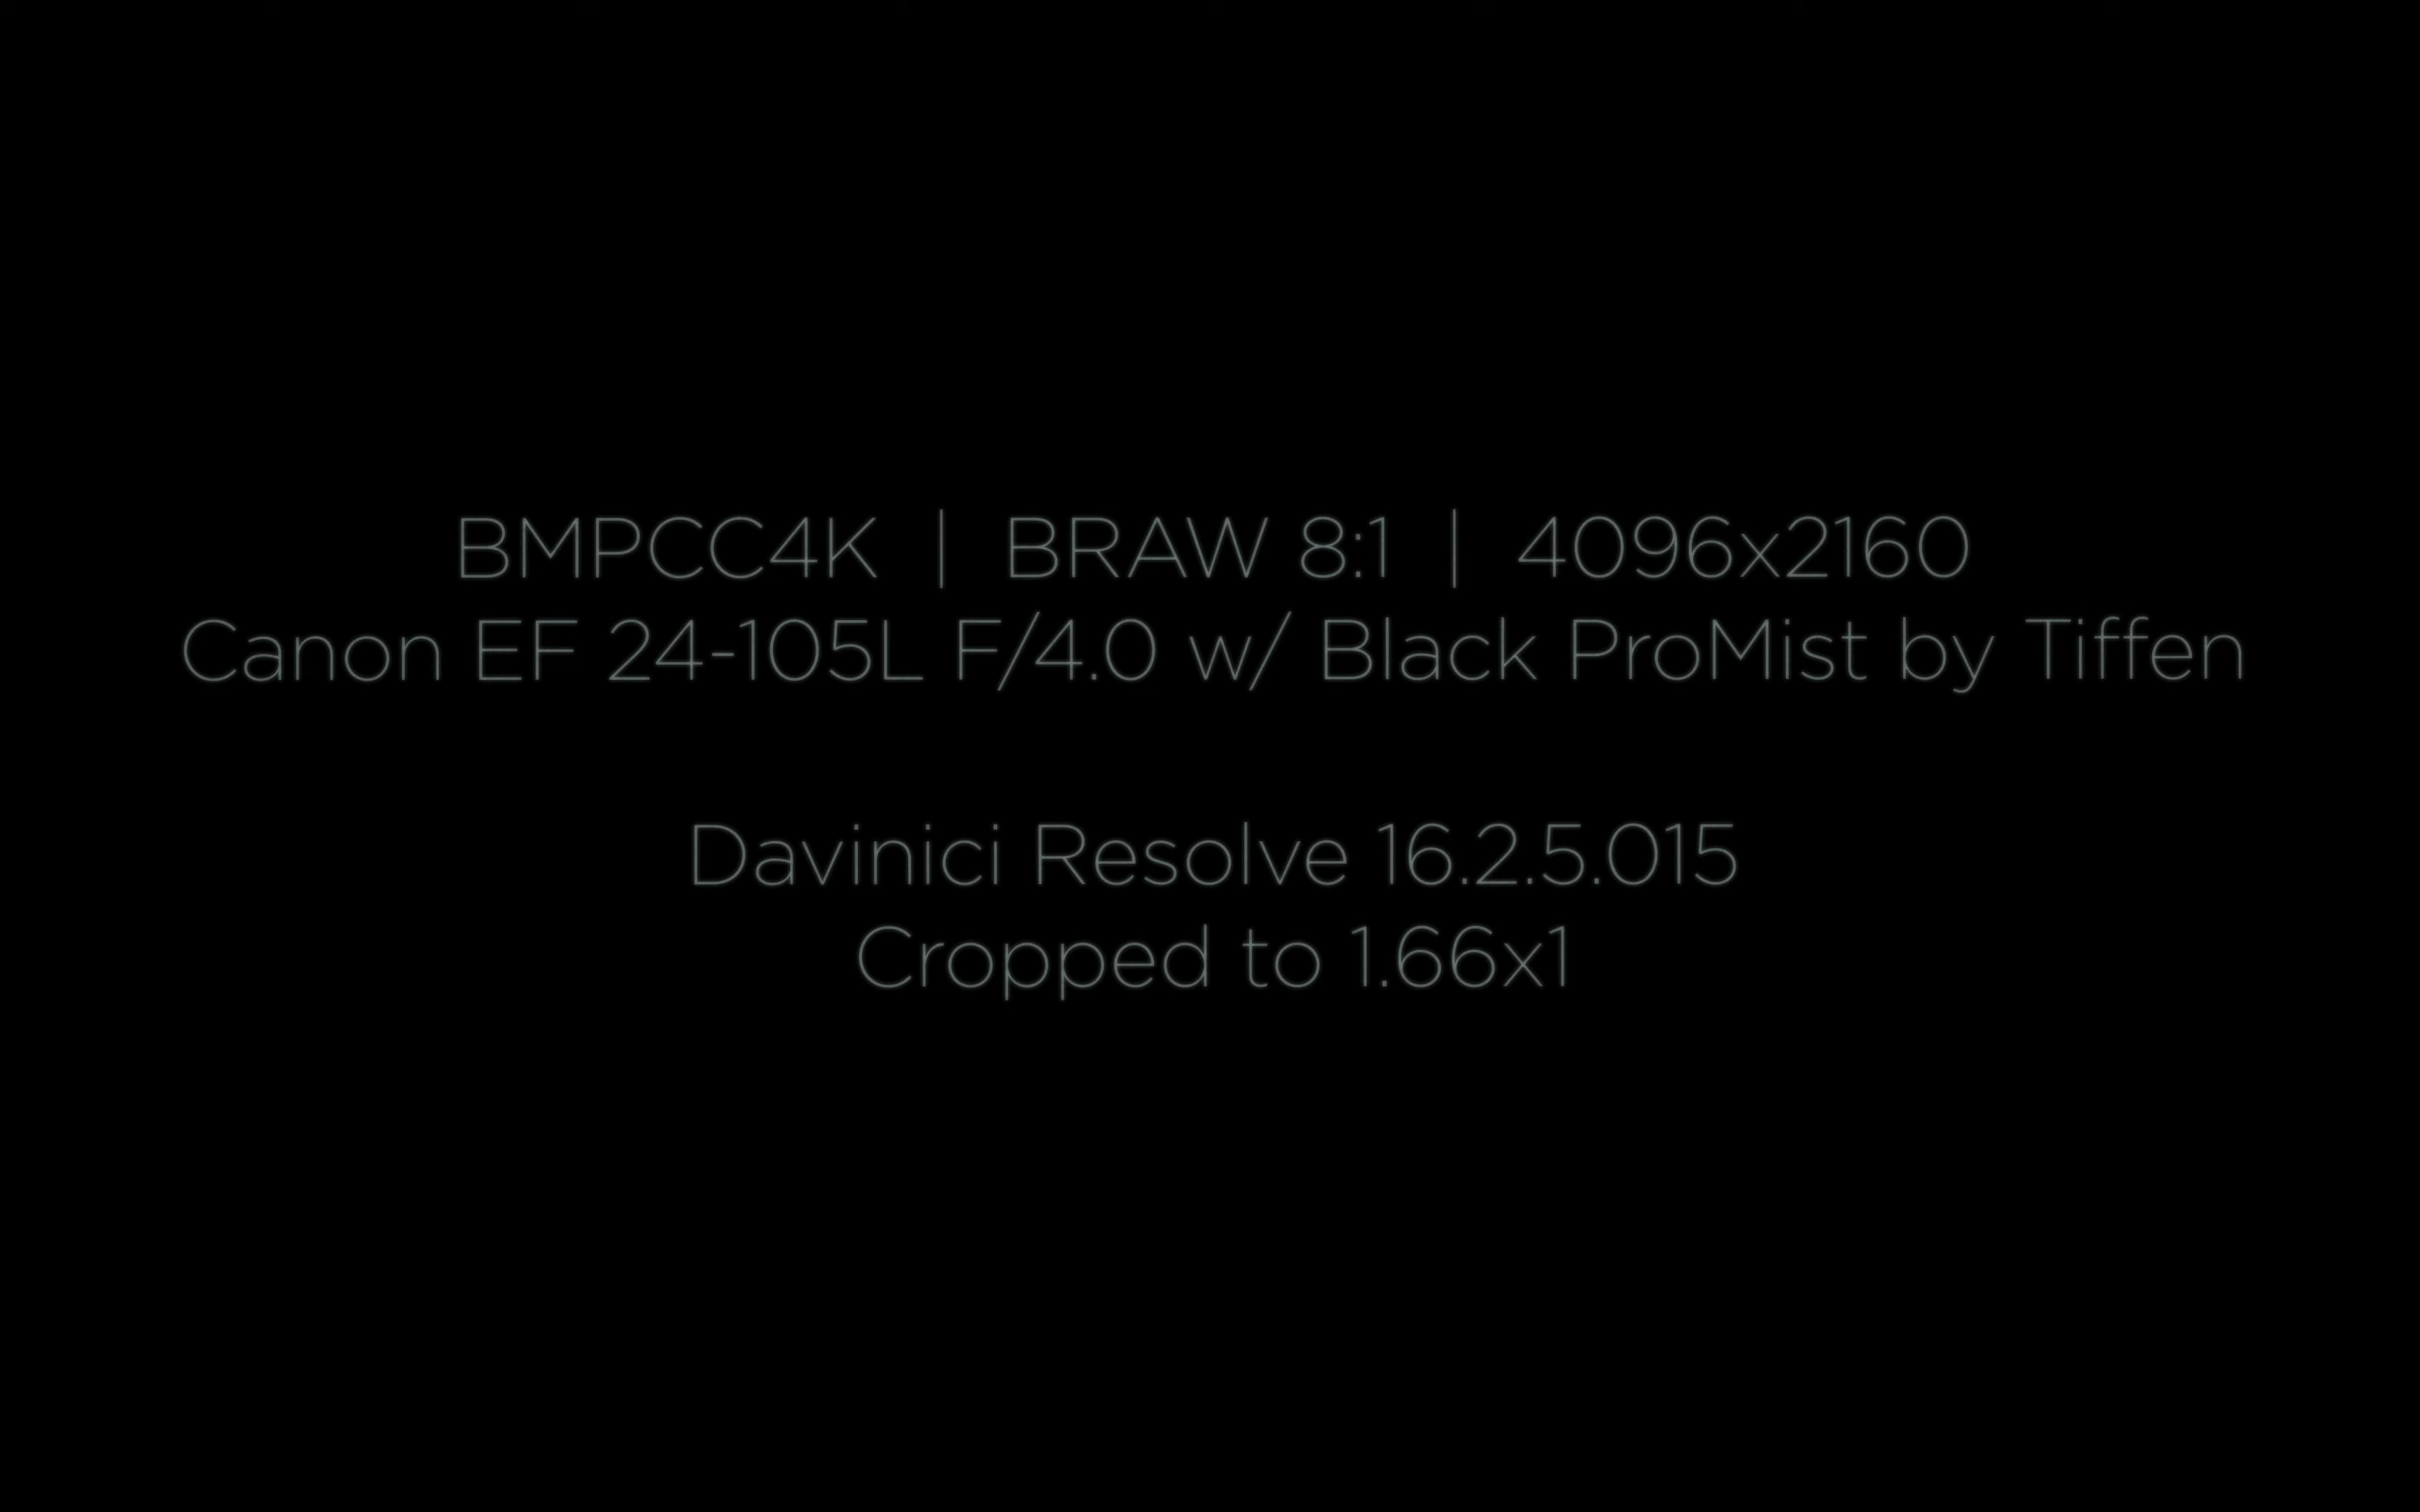 BMPCC4K | BRAW 8:1 | 4096x2160
Canon EF 24-105L F/4.0 w/ Black ProMist by Tiffen
Davinici Resolve 16.2.5.015
Cropped to 1.66x1